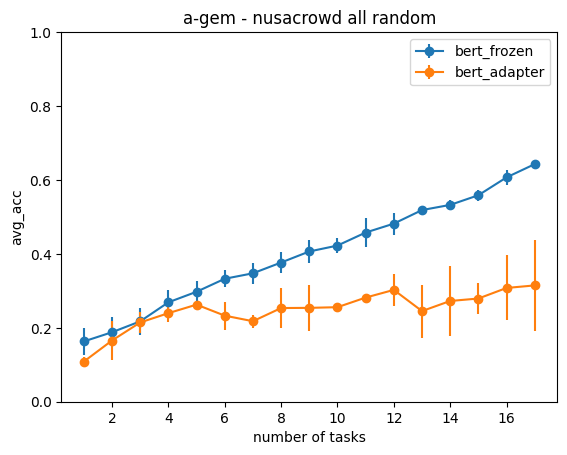 a-gem - nusacrowd all random
1.0
bert_frozen
bert_adapter
0.8
0.6
avg_acc
0.4
0.2
0.0
2 4 6 8 10 12 14 16
number of tasks